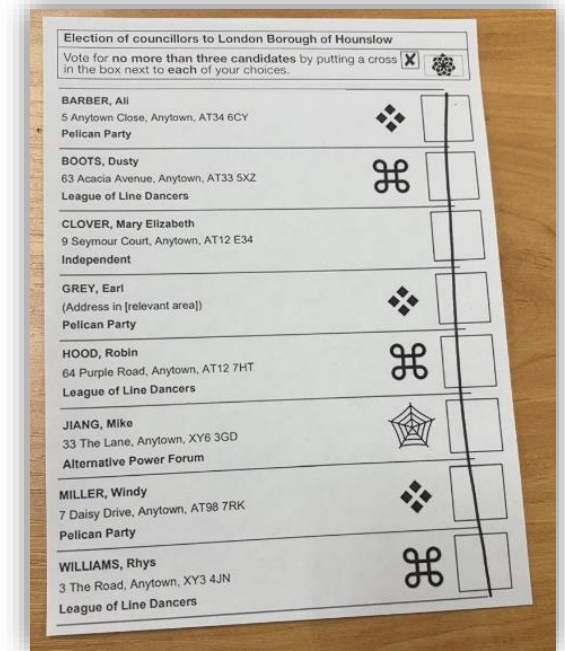 Election of councillors to London Borough of Hounslow
Vote for no more than three candidates by putting a cross
in the box next to each of your choices.
BARBER, Ali
5 Anytown Close, Anytown, AT34 6CY
Pelican Party
BOOTS, Dusty
63 Acacia Avenue, Anytown, AT33 5XZ
League of Line Dancers
CLOVER, Mary Elizabeth
9 Seymour Court, Anytown, AT12 E34
Independent
GREY, Earl
(Address in [relevant area])
Pelican Party
HOOD, Robin
64 Purple Road, Anytown, AT12 7HT
League of Line Dancers
JIANG, Mike
33 The Lane, Anytown, XY6 3GD
Alternative Power Forum
MILLER, Windy
7 Daisy Drive, Anytown, AT98 7RK
Pelican Party
WILLIAMS, Rhys
3 The Road, Anytown, XY3 4JN
League of Line Dancers